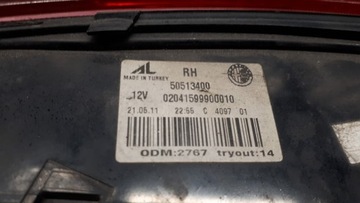 AL
MADE IN TURKEY
RH
50513400
12V
02041599900010
21.06.11 22:55 C 4097 01
ODM:2767 tryout:14